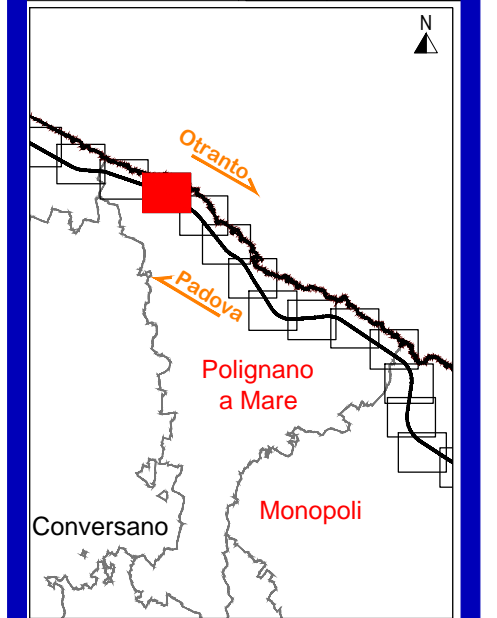 N
Otranto
Padova
Polignano
a Mare
Monopoli
Conversano